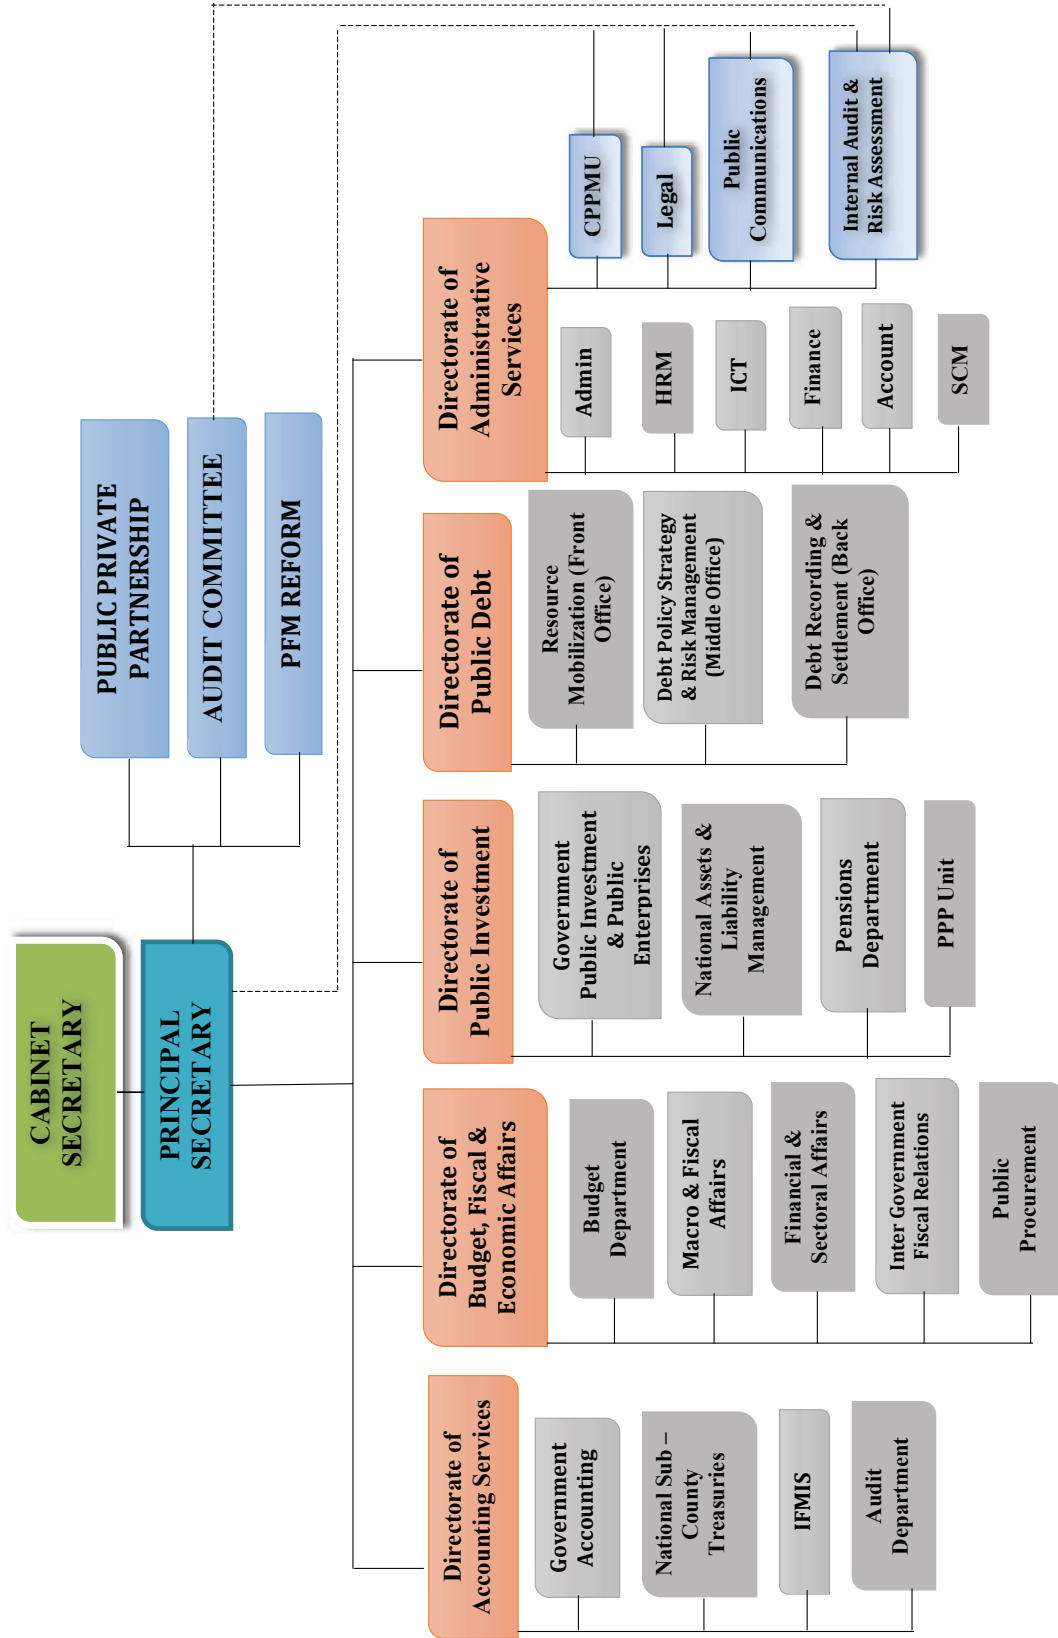 CABINET
SECRETARY
PRINCIPAL
SECRETARY
PUBLIC PRIVATE
PARTNERSHIP
AUDIT COMMITTEE
PFM REFORM
Directorate of
Accounting Services
Government
Accounting
National Sub –
County
Treasuries
IFMIS
Audit
Department
Directorate of
Budget, Fiscal &
Economic Affairs
Budget
Department
Macro & Fiscal
Affairs
Financial &
Sectoral Affairs
Inter Government
Fiscal Relations
Public
Procurement
Directorate of
Public Investment
Government
Public Investment
& Public
Enterprises
National Assets &
Liability
Management
Pensions
Department
PPP Unit
Directorate of
Public Debt
Resource
Mobilization (Front
Office)
Debt Policy Strategy
& Risk Management
(Middle Office)
Debt Recording &
Settlement (Back
Office)
Directorate of
Administrative
Services
Admin
HRM
ICT
Finance
Account
SCM
CPPMU
Legal
Public
Communications
Internal Audit &
Risk Assessment